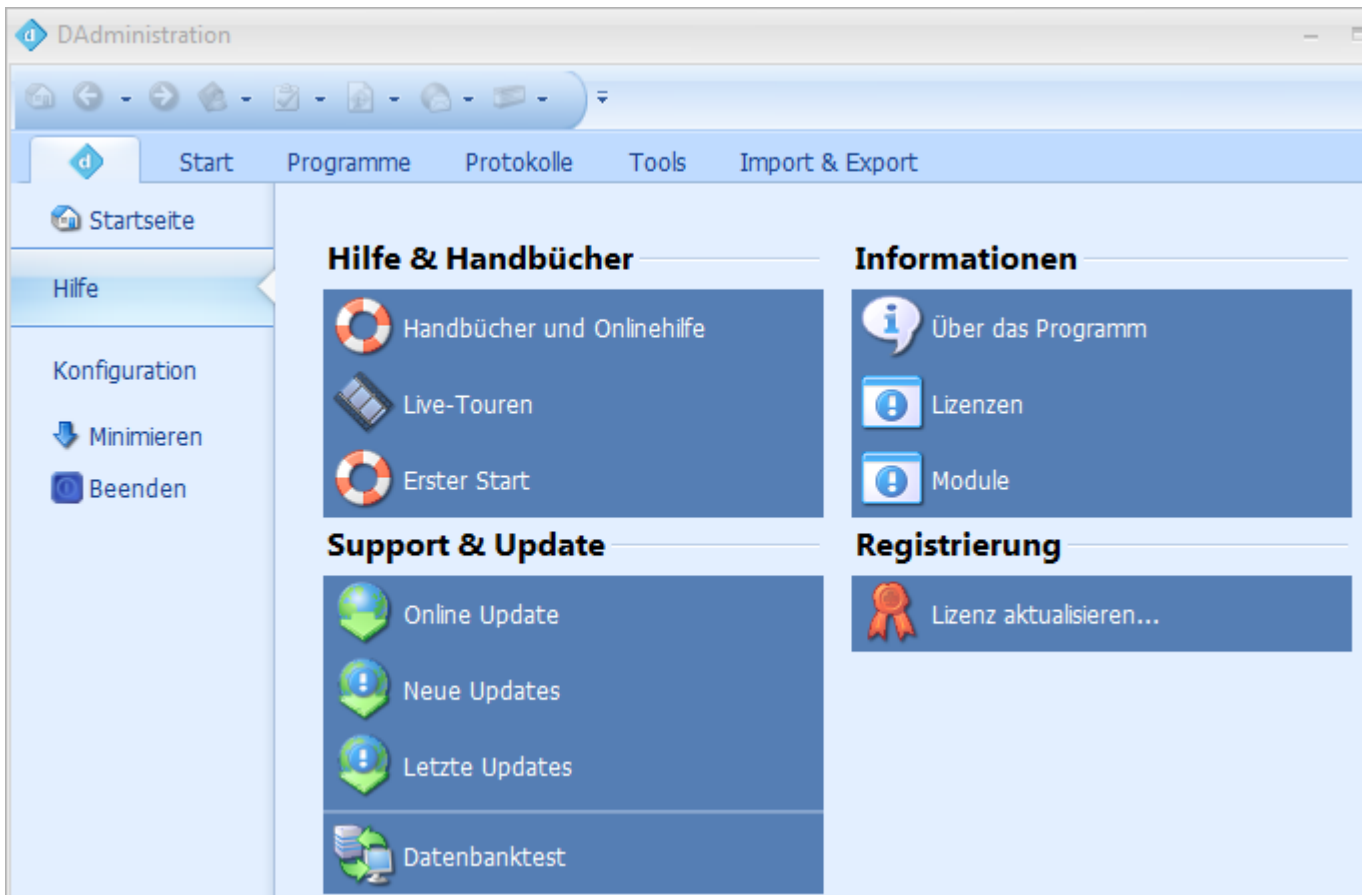 DAdministration
Start Programme Protokolle Tools Import & Export
Startseite
Hilfe
Konfiguration
Minimieren
Beenden
Hilfe & Handbücher
Handbücher und Onlinehilfe
Live-Touren
Erster Start
Support & Update
Online Update
Neue Updates
Letzte Updates
Datenbanktest
Informationen
Über das Programm
Lizenzen
Module
Registrierung
Lizenz aktualisieren...